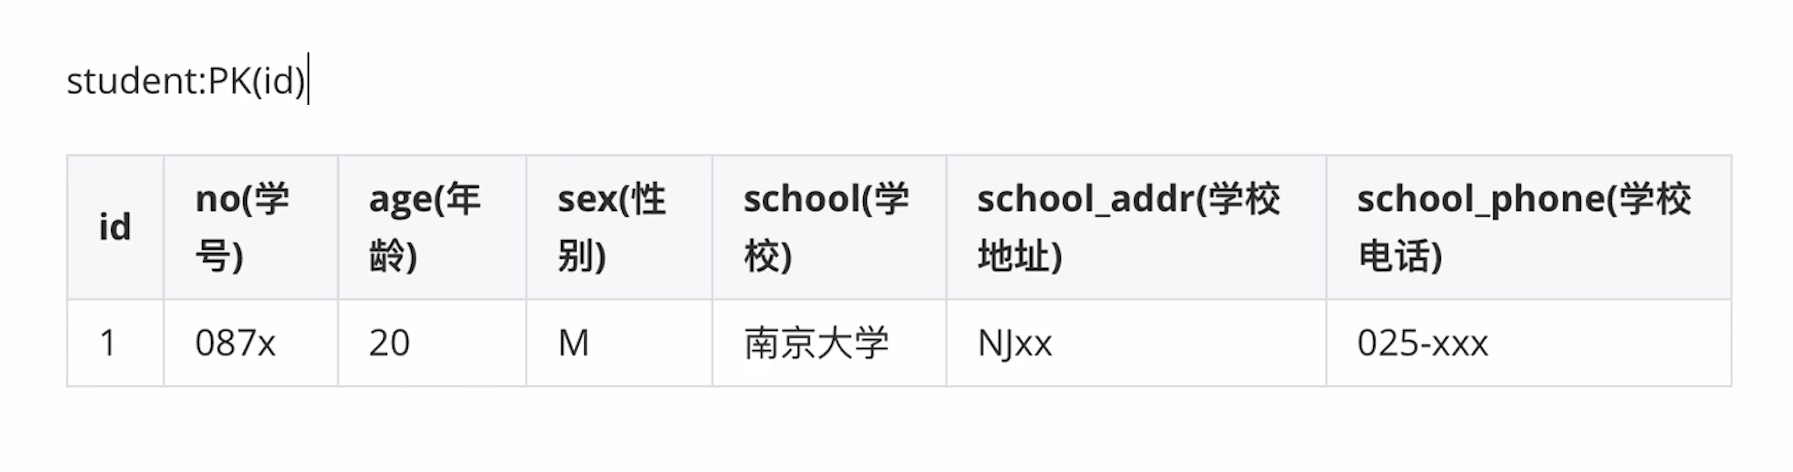 student:PK(id)
id no(学号) age(年龄) sex(性别) school(学校) school_addr(学校地址) school_phone(学校电话)
1 087x 20 M 南京大学 NJxx 025-xxx